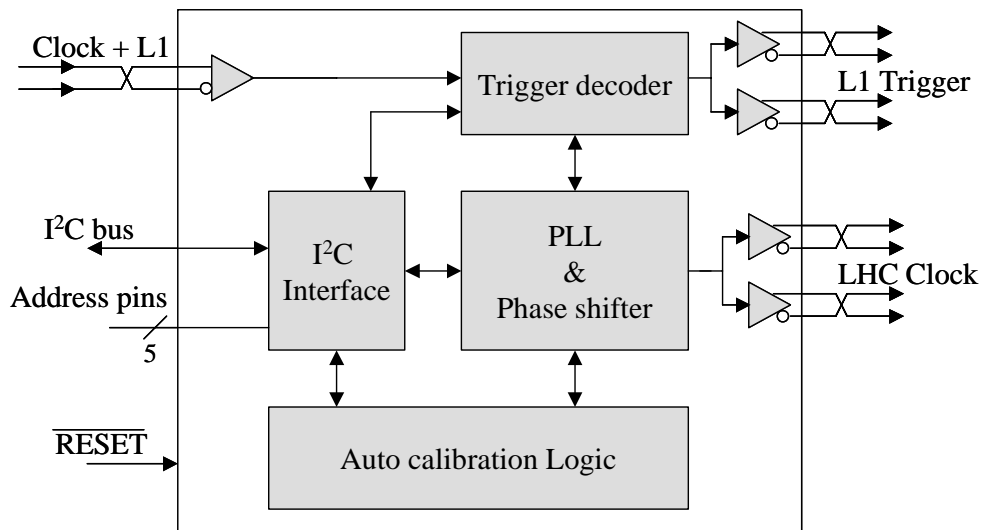 Clock + L1
Trigger decoder
L1 Trigger
I²C bus
I²C
Interface
PLL
&
Phase shifter
LHC Clock
Address pins
5
RESET
Auto calibration Logic